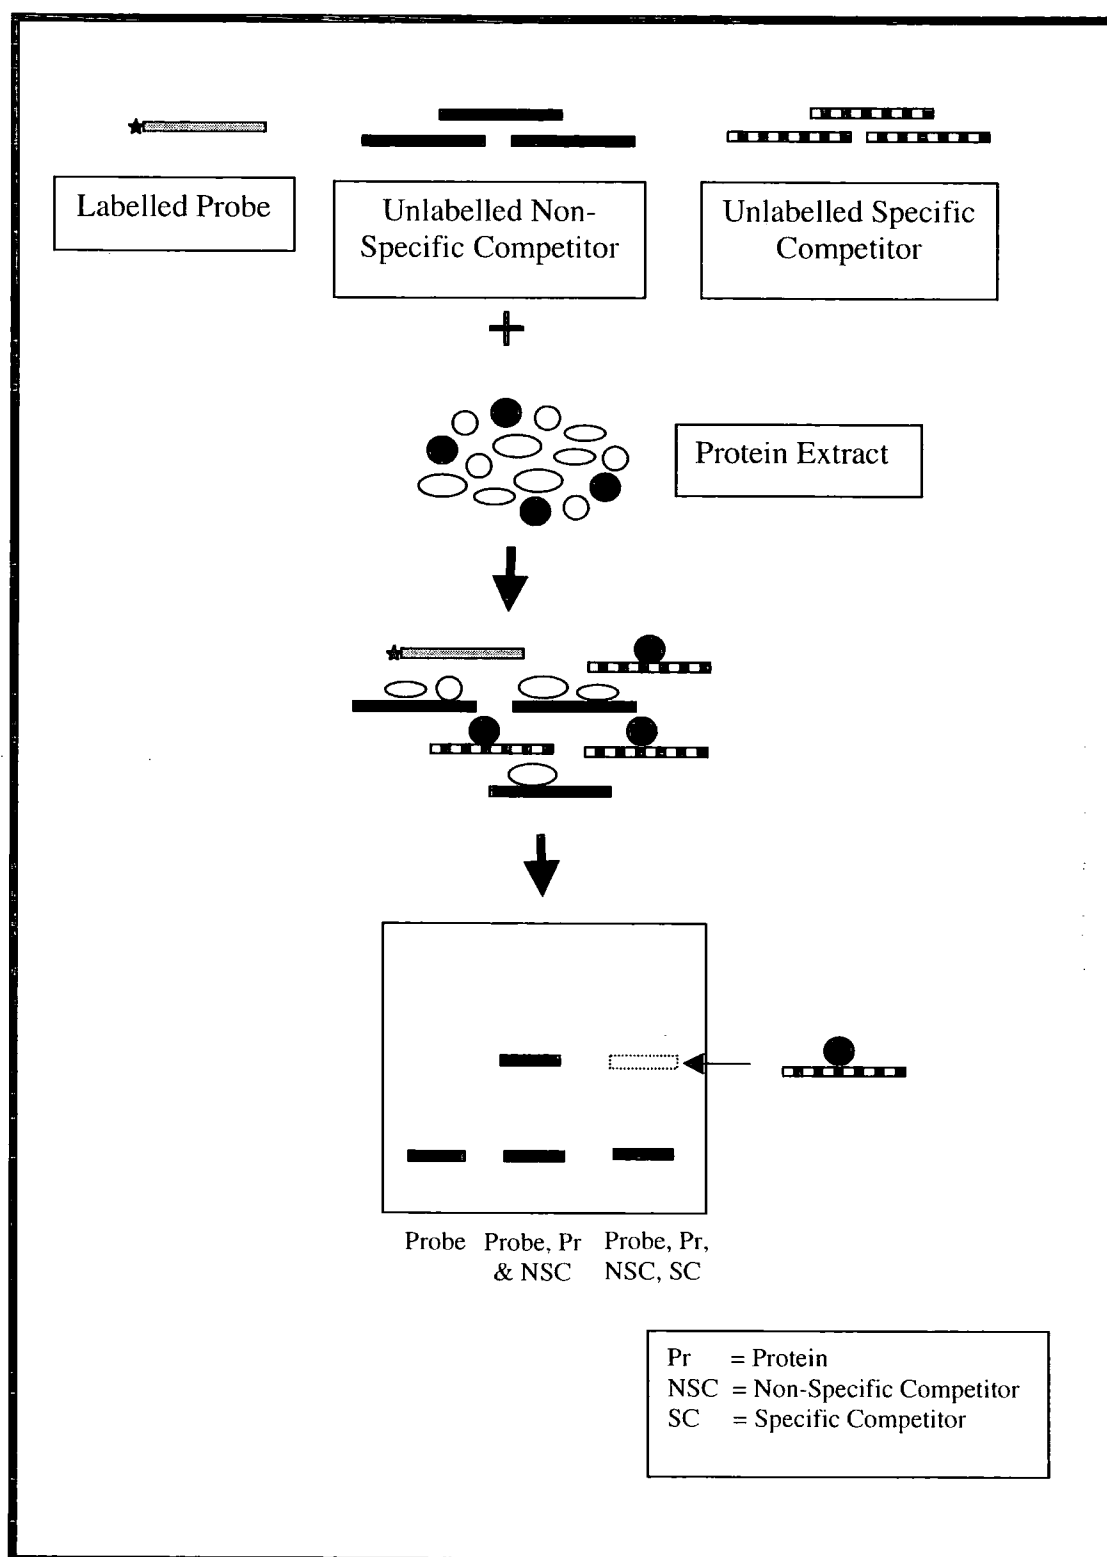 Labelled Probe
Unlabelled Non-
Specific Competitor
Unlabelled Specific
Competitor
+
Protein Extract
Probe
Probe, Pr
& NSC
Probe, Pr,
NSC, SC
Pr = Protein
NSC = Non-Specific Competitor
SC = Specific Competitor